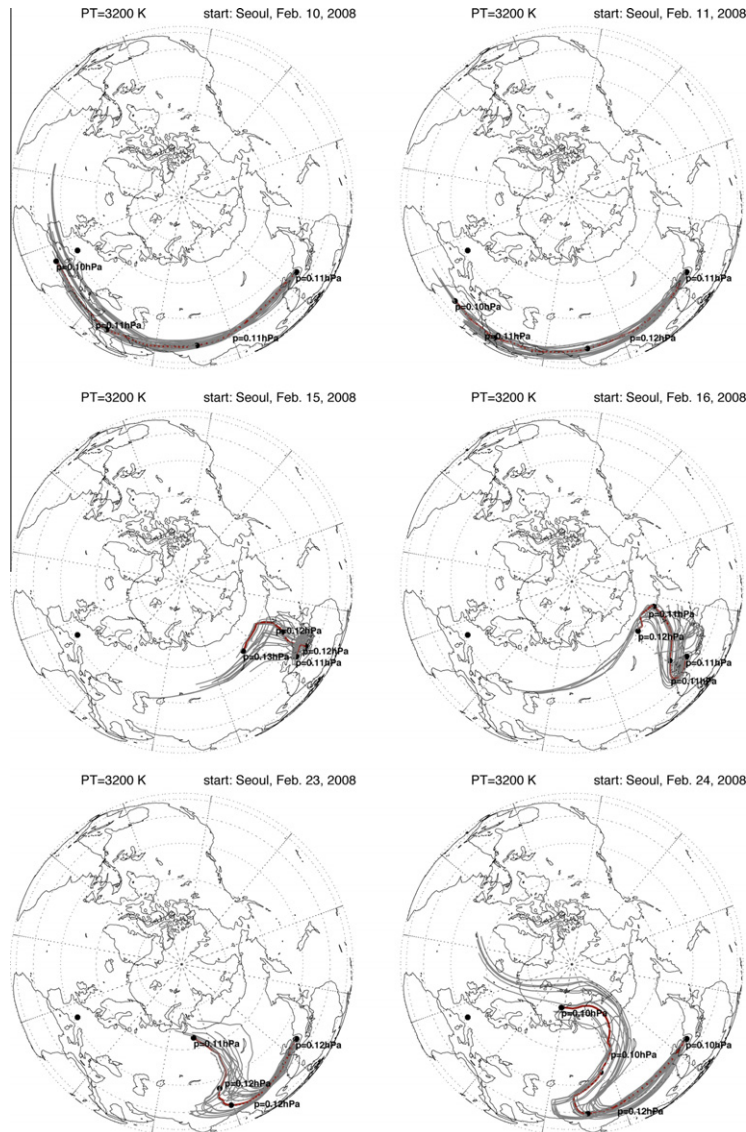 PT=3200 K start: Seoul, Feb. 10, 2008
PT=3200 K start: Seoul, Feb. 11, 2008
p=0.10hPa
p=0.11hPa
p=0.11hPa
p=0.11hPa
p=0.11hPa
p=0.10hPa
p=0.11hPa
p=0.12hPa
PT=3200 K start: Seoul, Feb. 15, 2008
PT=3200 K start: Seoul, Feb. 16, 2008
p=0.12hPa
p=0.12hPa
p=0.13hPa
p=0.11hPa
p=0.11hPa
p=0.12hPa
p=0.11hPa
p=0.11hPa
PT=3200 K start: Seoul, Feb. 23, 2008
PT=3200 K start: Seoul, Feb. 24, 2008
p=0.11hPa
p=0.12hPa
p=0.12hPa
p=0.12hPa
p=0.10hPa
p=0.10hPa
p=0.10hPa
p=0.12hPa